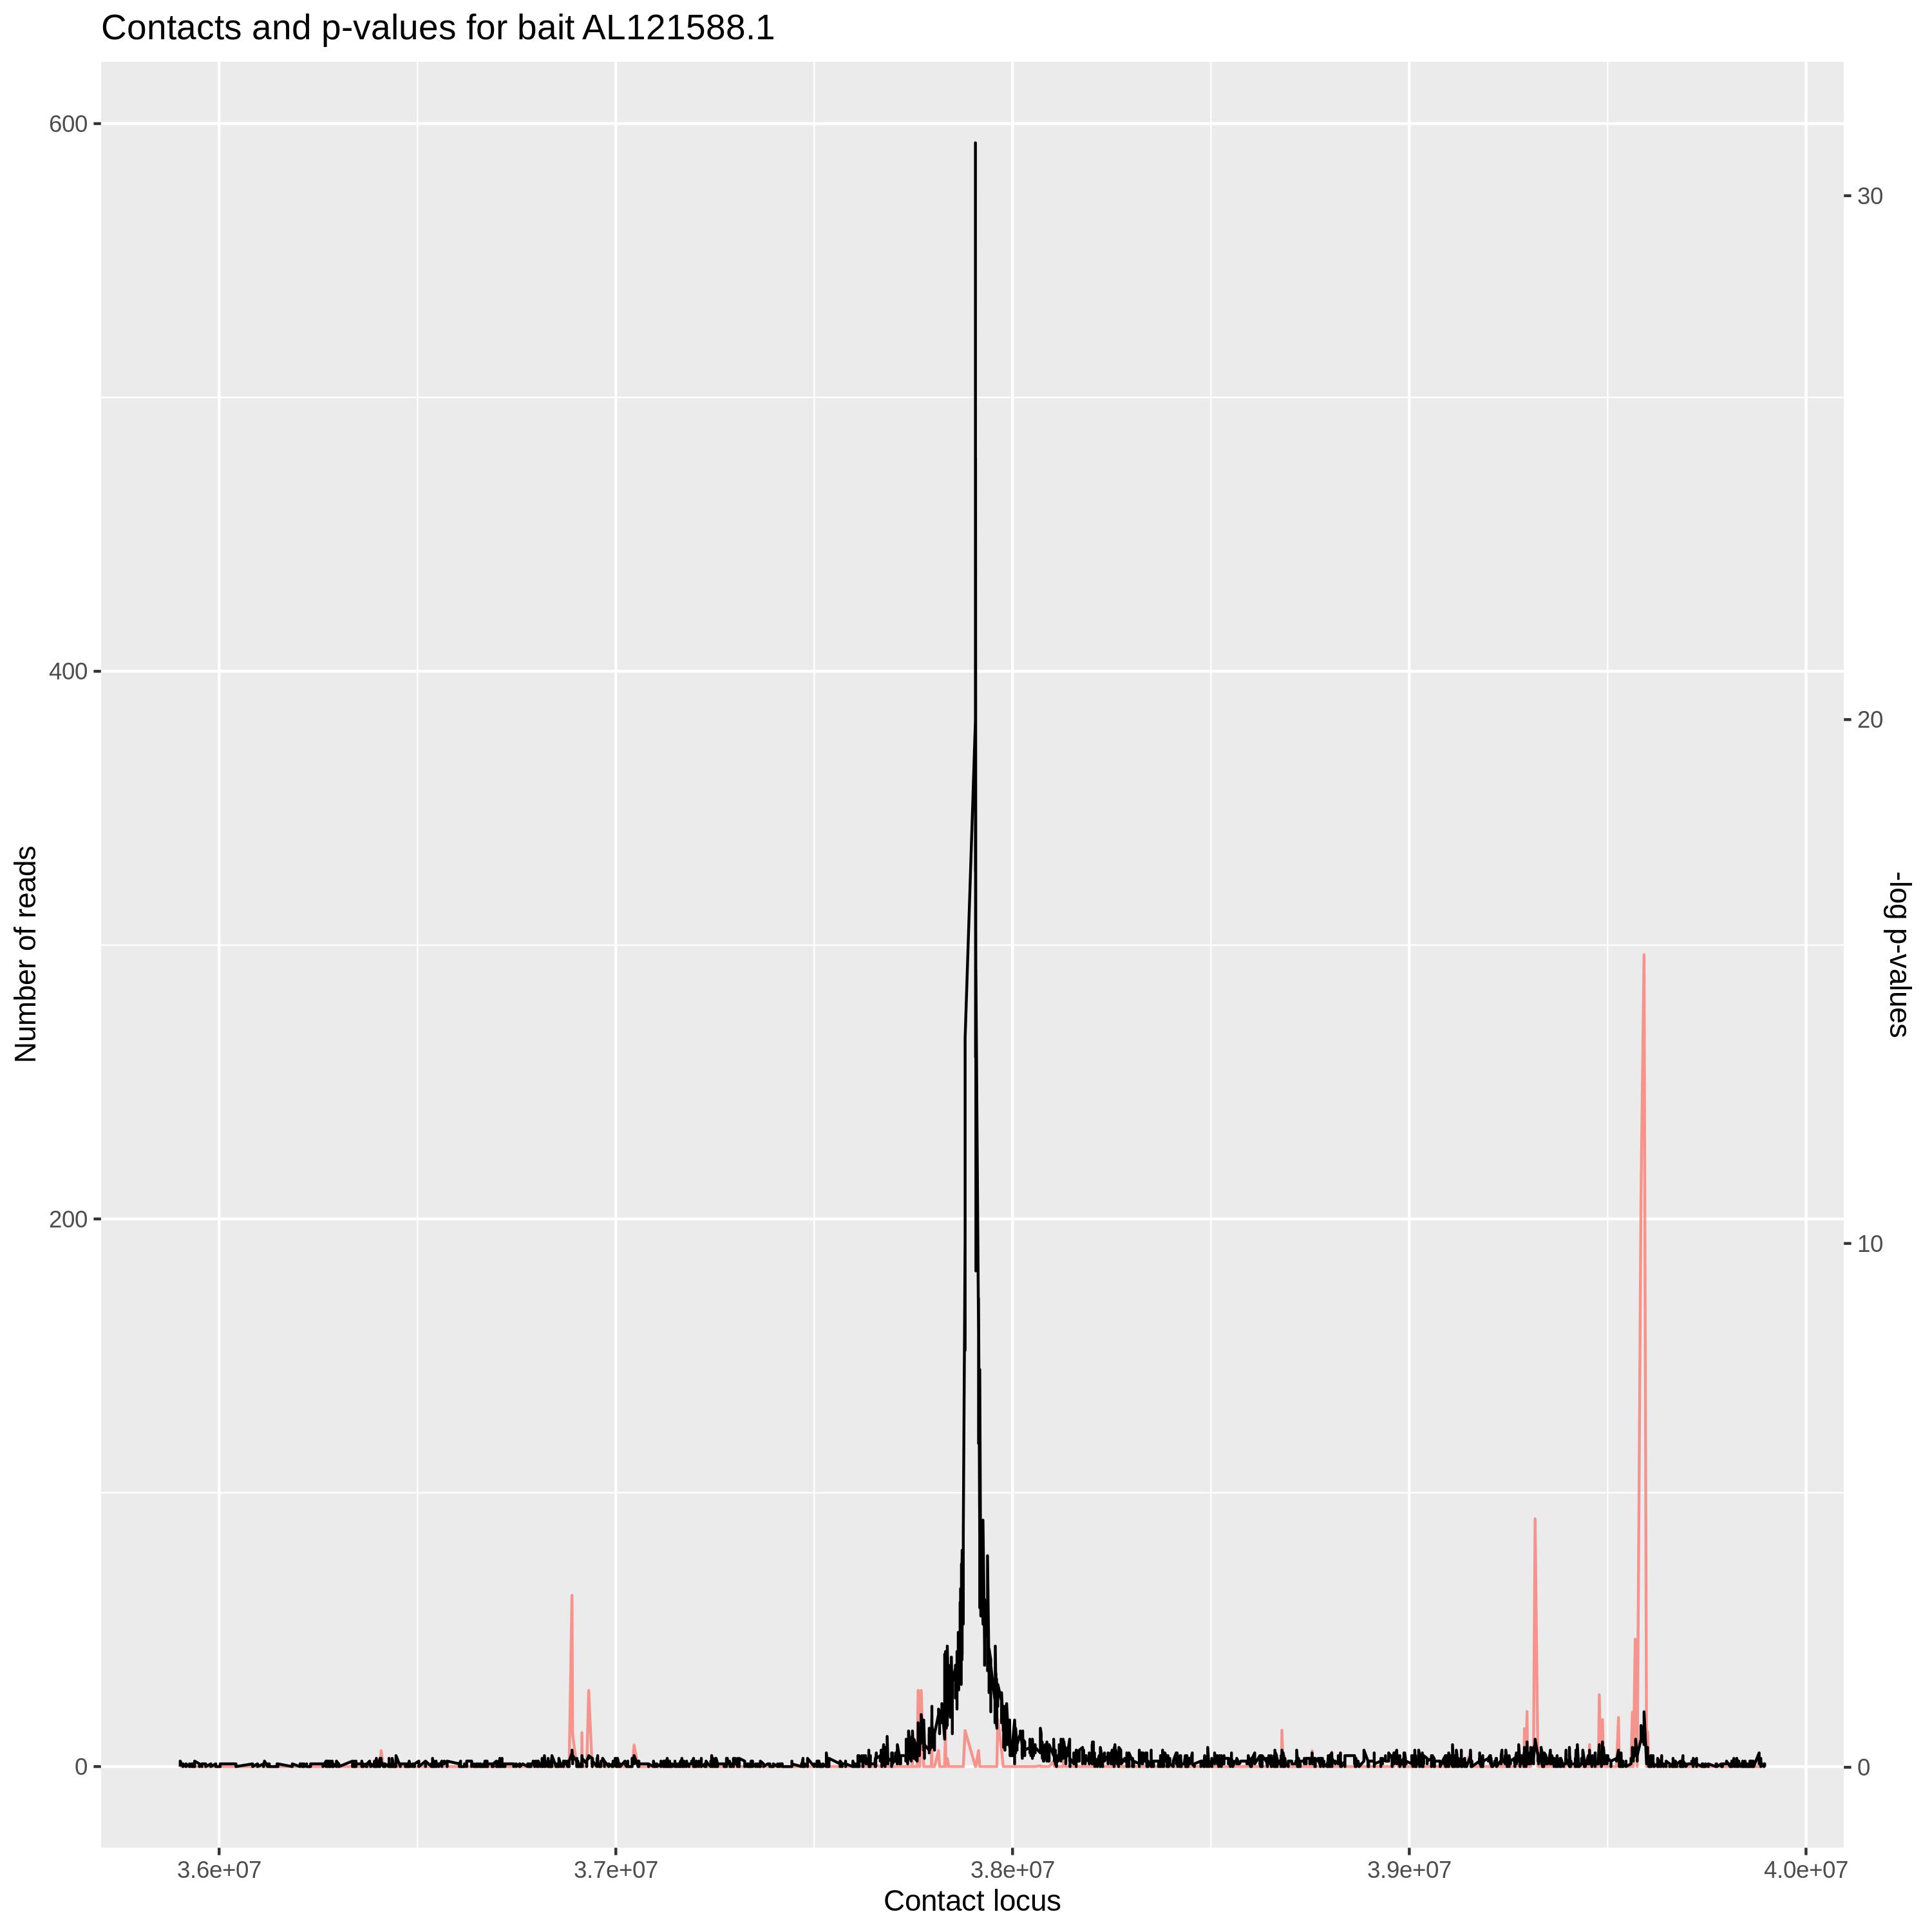 Contacts and p-values for bait AL121588.1
600
400
200
0
Number of reads
30
20
10
0
-log p-values
3.6e+07
3.7e+07
3.8e+07
3.9e+07
4.0e+07
Contact locus